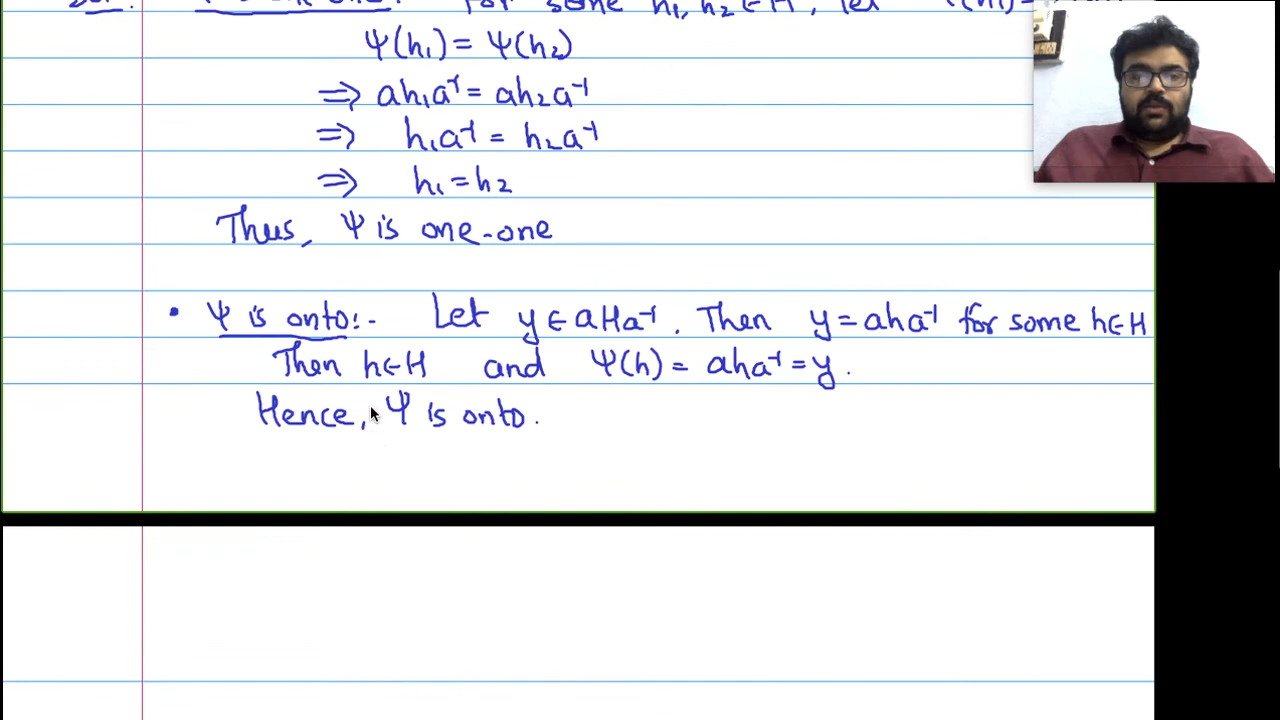 Ψ(h₁) = Ψ(h₂)
⇒ ah₁a⁻¹ = ah₂a⁻¹
⇒ h₁a⁻¹ = h₂a⁻¹
⇒ h₁ = h₂
Thus, Ψ is one-one
• Ψ is onto:- Let y ∈ aHa⁻¹. Then y = aha⁻¹ for some h∈H
Then h∈H and Ψ(h) = aha⁻¹ = y.
Hence, Ψ is onto.